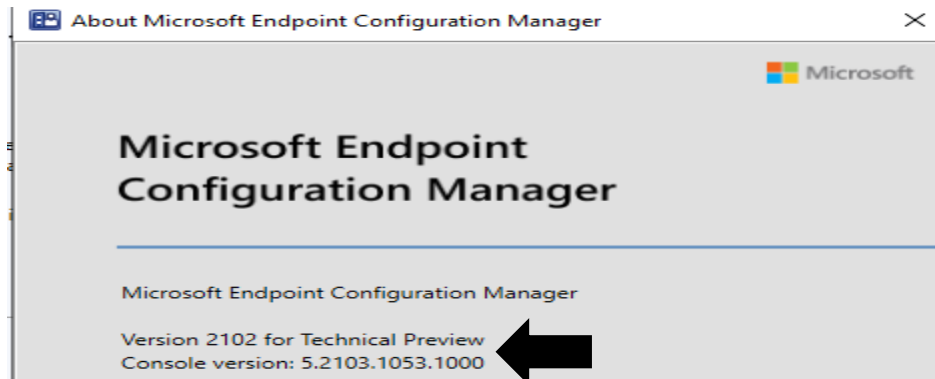 About Microsoft Endpoint Configuration Manager
Microsoft
Microsoft Endpoint
Configuration Manager
Microsoft Endpoint Configuration Manager
Version 2102 for Technical Preview
Console version: 5.2103.1053.1000